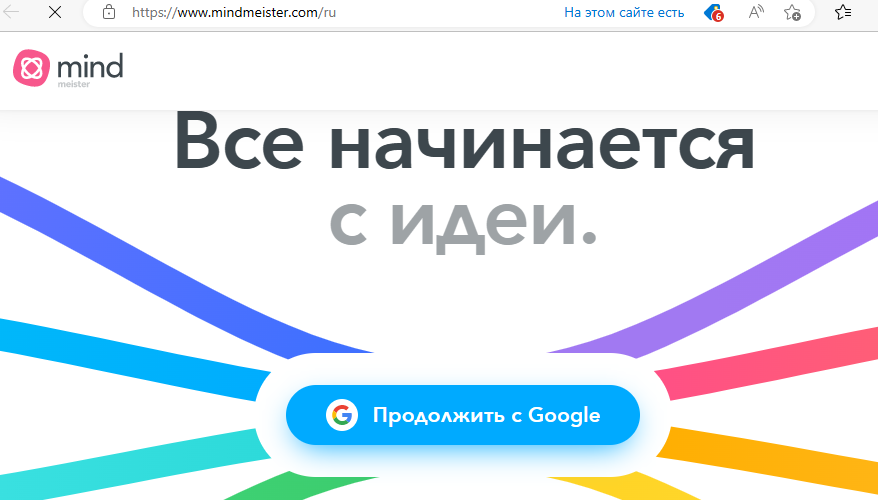 https://www.mindmeister.com/ru
На этом сайте есть
6
A
mind
meister
Все начинается
с идеи.
G Продолжить с Google